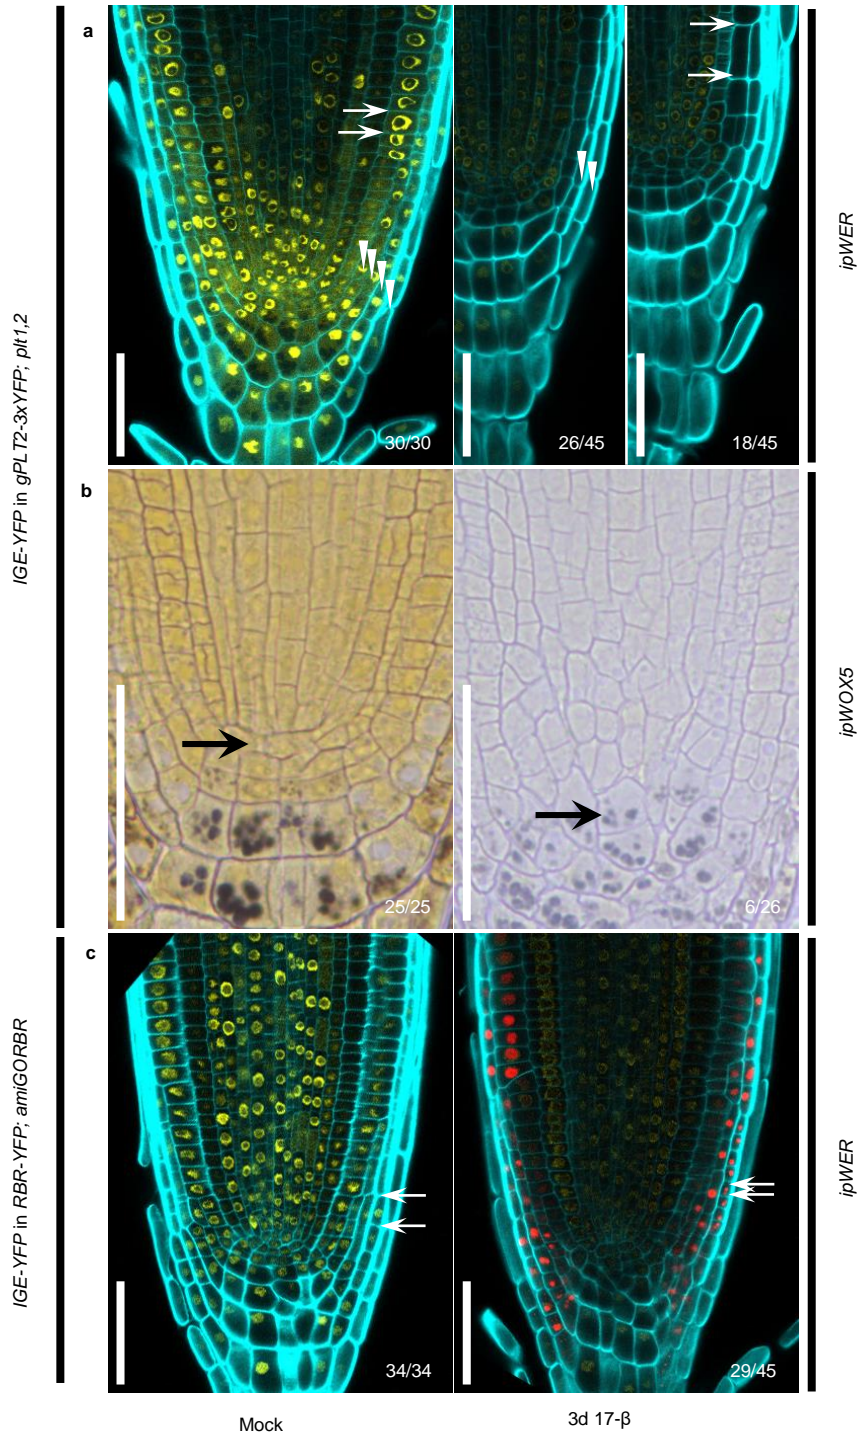 a
30/30
26/45
18/45
ipWER
IGE-YFP in gPLT2-3xYFP; plt1,2
b
25/25
6/26
ipWOX5
c
34/34
29/45
IGE-YFP in RBR-YFP; amiGORBR
ipWER
Mock
3d 17-β